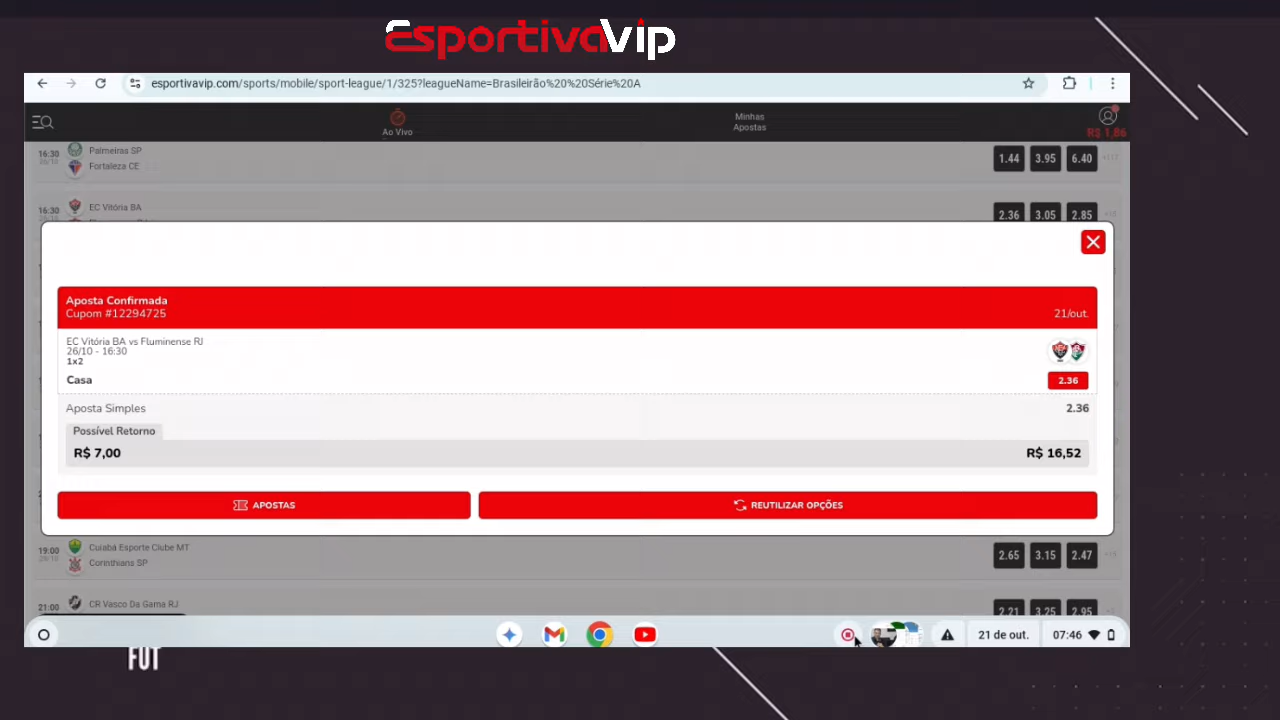 EsportivaVip
esportivavip.com/sports/mobile/sport-league/1/325?leagueName=Brasileirão%20%20Série%20A
Ao Vivo
Minhas
Apostas
R$ 1,86
16:30
26/10
Palmeiras SP
Fortaleza CE
1.44 3.95 6.40 +117
16:30
EC Vitória BA
2.36 3.05 2.85
Aposta Confirmada
Cupom #12294725
21/out.
EC Vitória BA vs Fluminense RJ
26/10 - 16:30
1x2
Casa
2.36
Aposta Simples
2.36
Possível Retorno
R$ 7,00
R$ 16,52
APOSTAS
REUTILIZAR OPÇÕES
19:00
26/10
Cuiabá Esporte Clube MT
Corinthians SP
2.65 3.15 2.47
21:00
CR Vasco Da Gama RJ
2.21 3.25 2.95
21 de out.
07:46
FUT